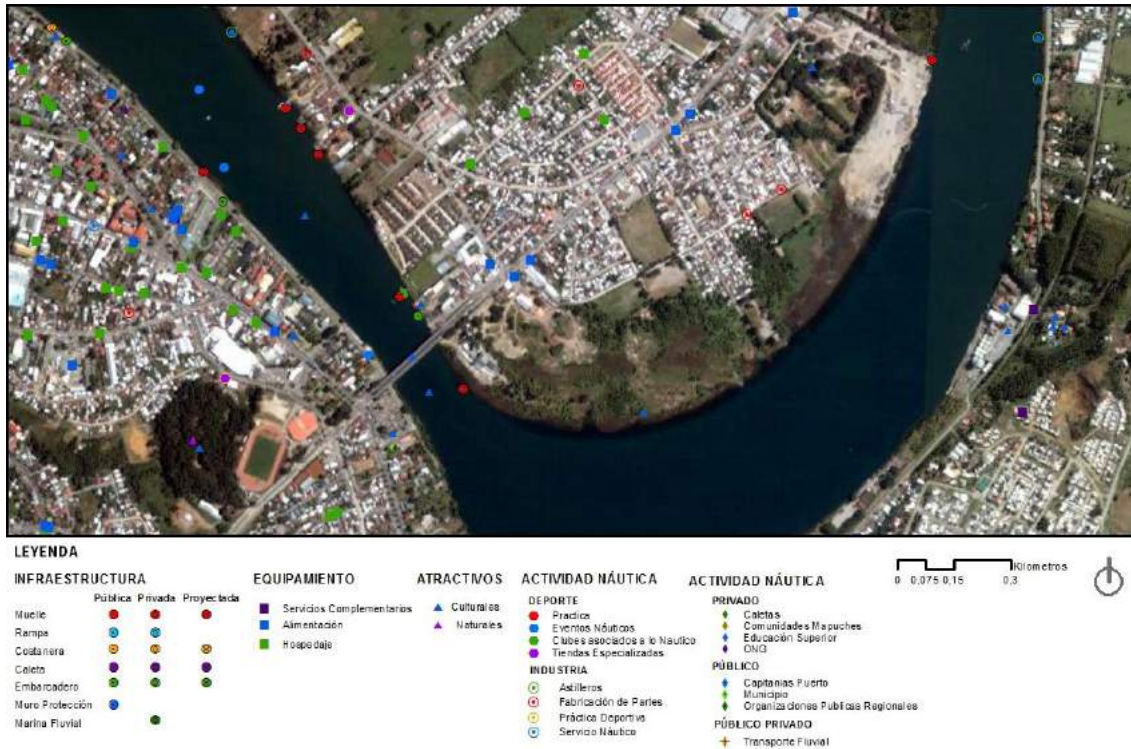 LEYENDA
INFRAESTRUCTURA
Pública Privada Proyectada
Muelle
Rampa
Costanera
Caleta
Embarcadero
Muro Protección
Marina Fluvial
EQUIPAMIENTO
Servicios Complementarios
Alimentación
Hospedaje
ATRACTIVOS
Culturales
Naturales
ACTIVIDAD NÁUTICA
DEPORTE
Practica
Eventos Náuticos
Clubes asociados a lo Nautico
Tiendas Especializadas
INDUSTRIA
Astilleros
Fabricación de Partes
Práctica Deportiva
Servicio Náutico
ACTIVIDAD NÁUTICA
PRIVADO
Caletas
Comunidades Mapuches
Educación Superior
ONG
PÚBLICO
Capitanias Puerto
Municipio
Organizaciones Publicas Regionales
PÚBLICO PRIVADO
Transporte Fluvial
Kilometros
0 0,075 0,15 0,3